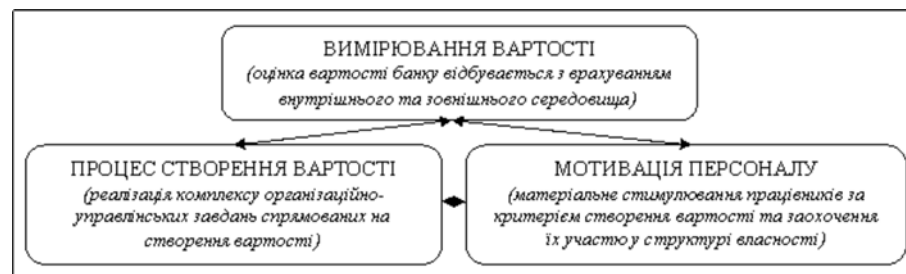 ВИМІРЮВАННЯ ВАРТОСТІ
(оцінка вартості банку відбувається з врахуванням
внутрішнього та зовнішнього середовища)
ПРОЦЕС СТВОРЕННЯ ВАРТОСТІ
(реалізація комплексу організаційно-
управлінських завдань спрямованих на
створення вартості)
МОТИВАЦІЯ ПЕРСОНАЛУ
(матеріальне стимулювання працівників за
критерієм створення вартості та заохочення
їх участю у структурі власності)